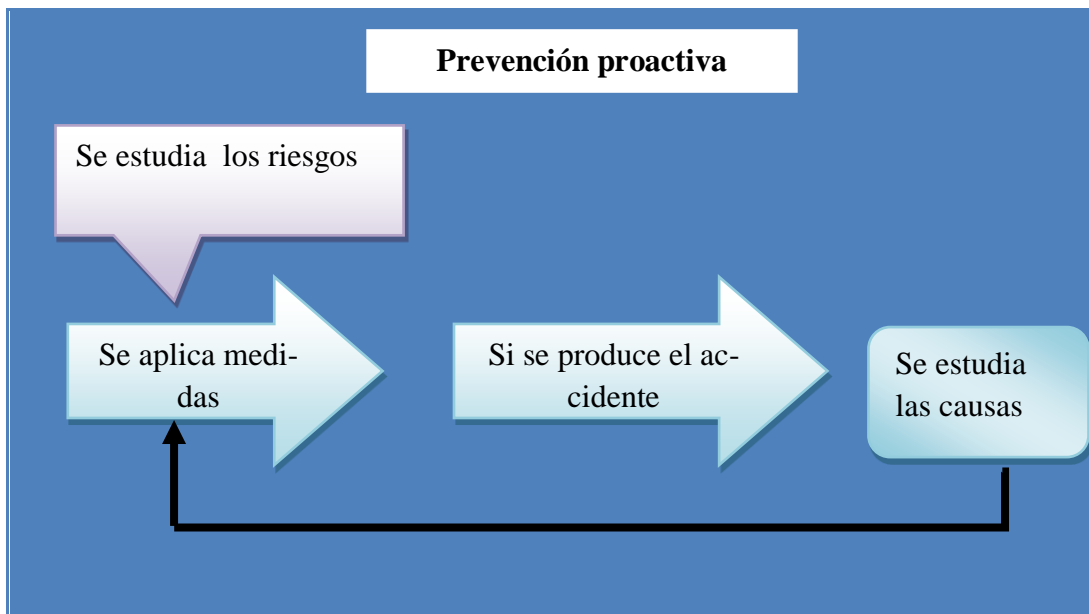 Prevención proactiva
Se estudia los riesgos
Se aplica medi-
das
Si se produce el ac-
cidente
Se estudia
las causas